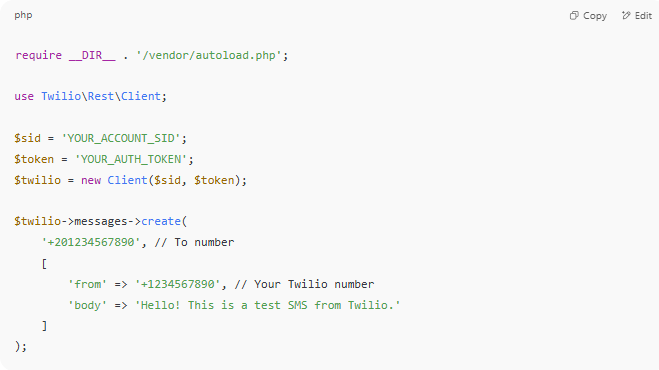 php
Copy
Edit
require __DIR__ . '/vendor/autoload.php';
use Twilio\Rest\Client;
$sid = 'YOUR_ACCOUNT_SID';
$token = 'YOUR_AUTH_TOKEN';
$twilio = new Client($sid, $token);
$twilio->messages->create(
    '+201234567890', // To number
    [
        'from' => '+1234567890', // Your Twilio number
        'body' => 'Hello! This is a test SMS from Twilio.'
    ]
);